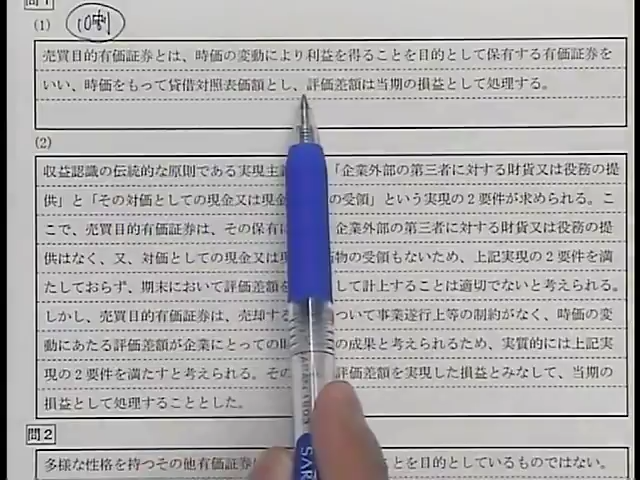 問1
(1)
売買目的有価証券とは、時価の変動により利益を得ることを目的として保有する有価証券を
いい、時価をもって貸借対照表価額とし、評価差額は当期の損益として処理する。
(2)
収益認識の伝統的な原則である実現主 「企業外部の第三者に対する財貨又は役務の提
供」と「その対価としての現金又は現金 の受領」という実現の2要件が求められる。こ
こで、売買目的有価証券は、その保有に 企業外部の第三者に対する財貨又は役務の提
供はなく、又、対価としての現金又は現 物の受領もないため、上記実現の2要件を満
たしておらず、期末において評価差額を して計上することは適切でないと考えられる。
しかし、売買目的有価証券は、売却する ついて事業遂行上等の制約がなく、時価の変
動にあたる評価差額が企業にとっての の成果と考えられるため、実質的には上記実
現の2要件を満たすと考えられる。その 評価差額を実現した損益とみなして、当期の
損益として処理することとした。
問2
多様な性格を持つその他有価証券 とを目的としているものではない。
SAR